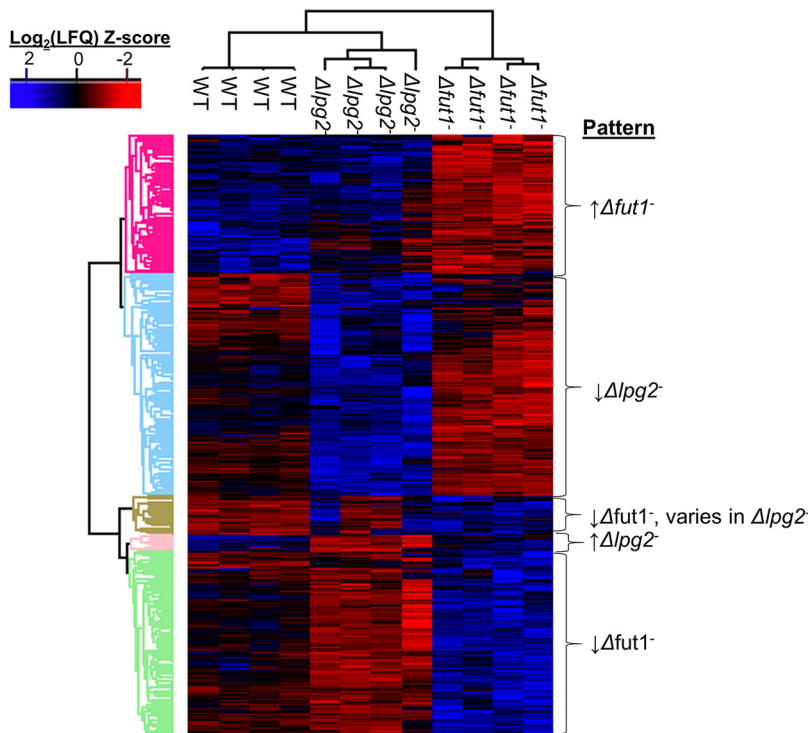 Log2(LFQ) Z-score
2 0 -2
WT WT WT WT Δlpg2- Δlpg2- Δlpg2- Δlpg2- Δfut1- Δfut1- Δfut1- Δfut1-
Pattern
↑Δfut1-
↓Δlpg2-
↓Δfut1-, varies in Δlpg2-
↑Δlpg2-
↓Δfut1-